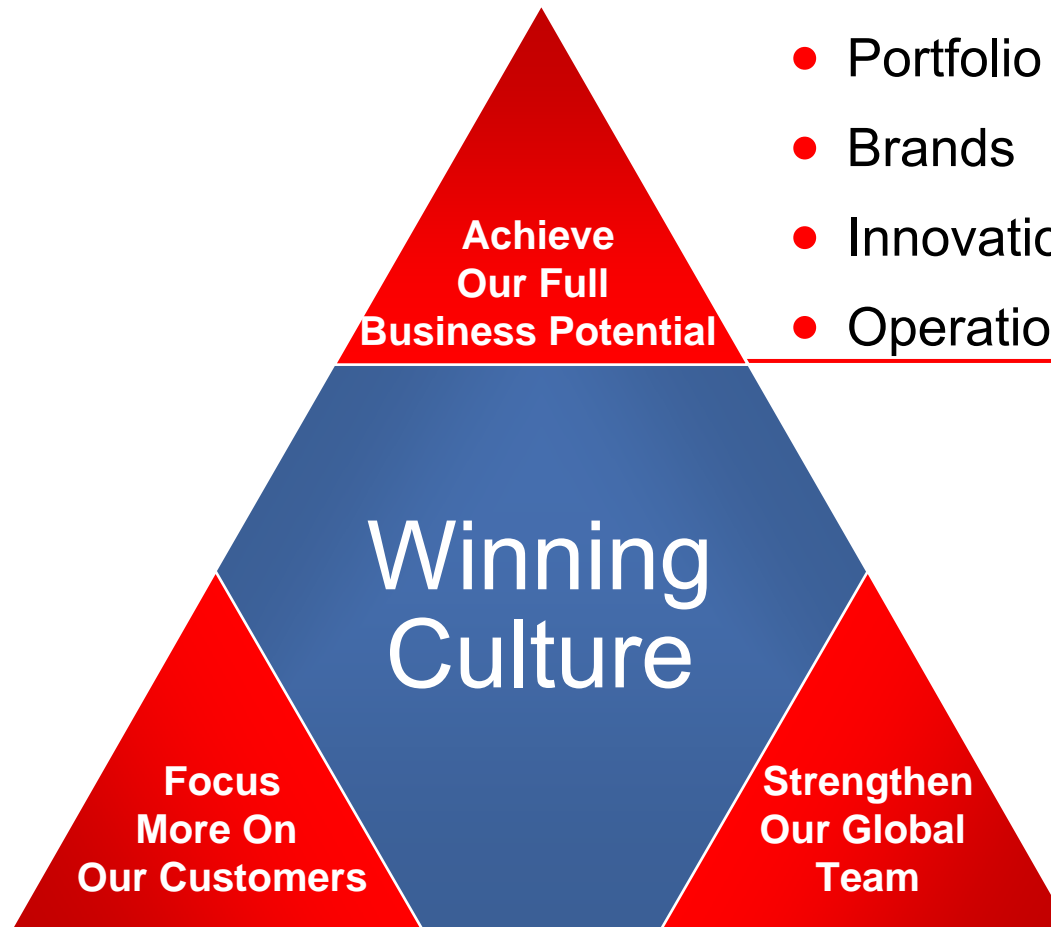 Portfolio
Brands
Achieve
Our Full
Business Potential
Winning
Culture
Focus
More On
Our Customers
Strengthen
Our Global
Team